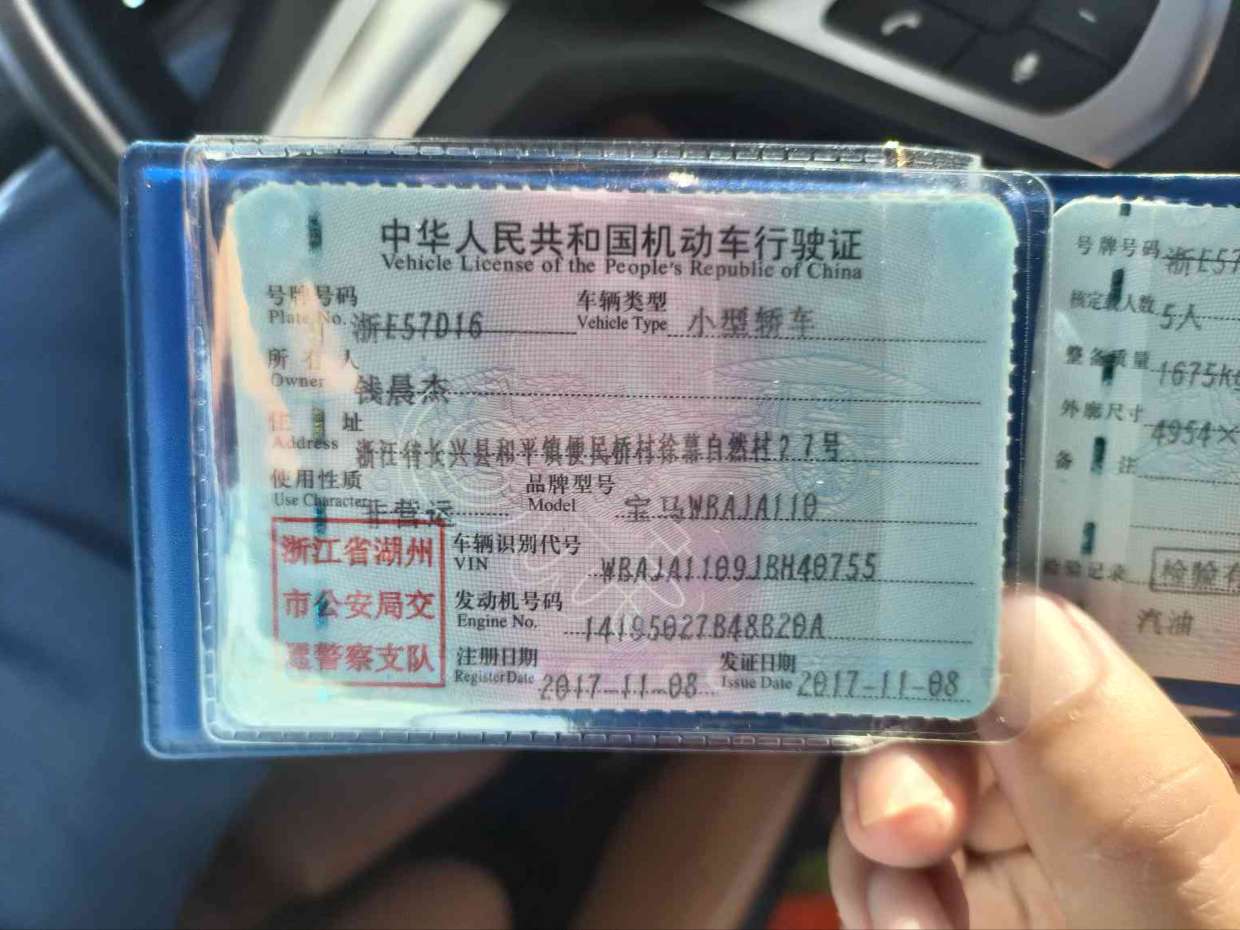 中华人民共和国机动车行驶证
Vehicle License of the People's Republic of China
号牌号码 浙E57D16 车辆类型 小型轿车
Plate No. Vehicle Type
所有人 钱晨杰
Owner
住址 浙江省长兴县和平镇便民桥村徐慕自然村27号
Address
使用性质 非营运 品牌型号 宝马WBAJA110
Use Character Model
浙江省湖州
市公安局交
警察支队
车辆识别代号 WBAJA1109JBH40755
VIN
发动机号码 14195027B48B20A
Engine No.
注册日期 2017-11-08 发证日期 2017-11-08
Register Date Issue Date
号牌号码 浙E57
核定载人数 5人
整备质量 1675kg
外廓尺寸 4954×
备注
检验记录 检验有
汽油